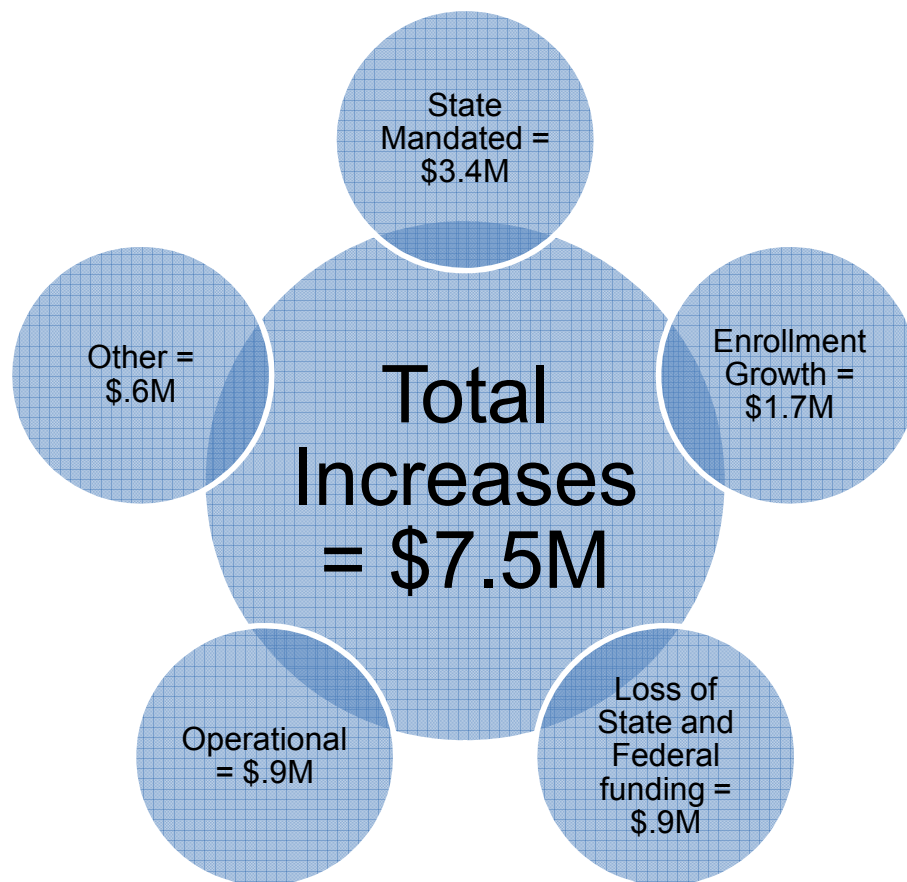 State
Mandated =
$3.4M
Enrollment
Growth =
$1.7M
Loss of
State and
Federal
funding =
$.9M
Operational
= $.9M
Other =
$.6M
Total
Increases
= $7.5M